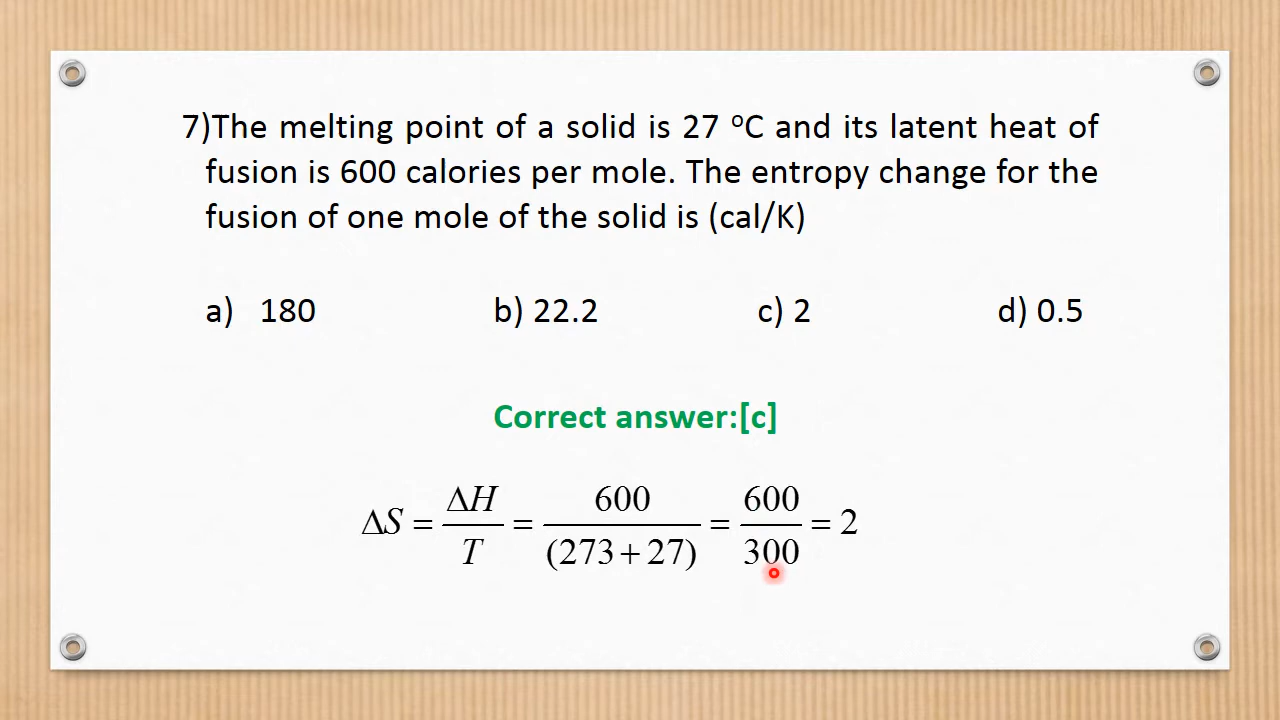 7)The melting point of a solid is 27 ºC and its latent heat of
fusion is 600 calories per mole. The entropy change for the
fusion of one mole of the solid is (cal/K)
a) 180 b) 22.2 c) 2 d) 0.5
Correct answer:[c]
ΔS = ΔH/T = 600/(273+27) = 600/300 = 2